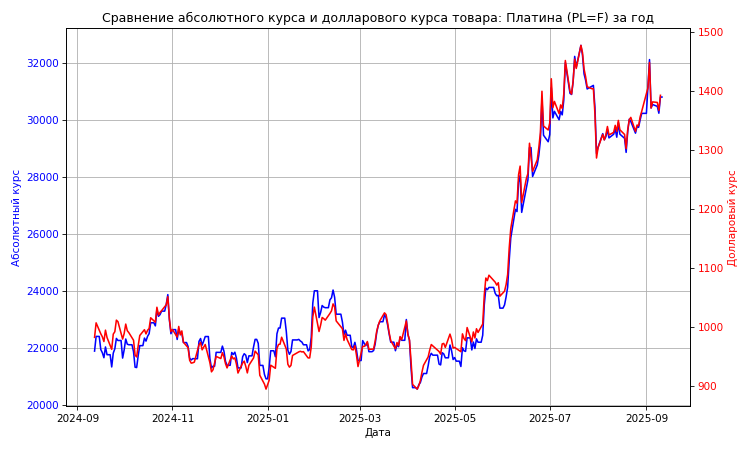 Сравнение абсолютного курса и долларового курса товара: Платина (PL=F) за год
Абсолютный курс
32000
30000
28000
26000
24000
22000
20000
1500
1400
1300
1200
1100
1000
900
Долларовый курс
2024-09 2024-11 2025-01 2025-03 2025-05 2025-07 2025-09
Дата